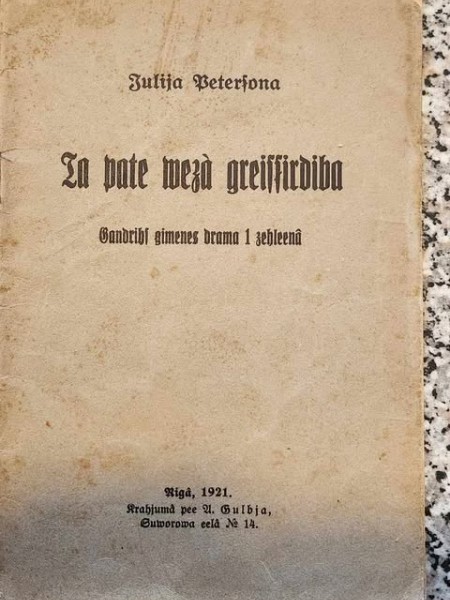 Julija Peterſona
Ta pate wezà greiſſirdiba
Gandrihſ gimenes drama 1 zehleenâ
Rigâ, 1921.
Krahjumâ pee A. Gulbja,
Suworowa eelâ № 14.